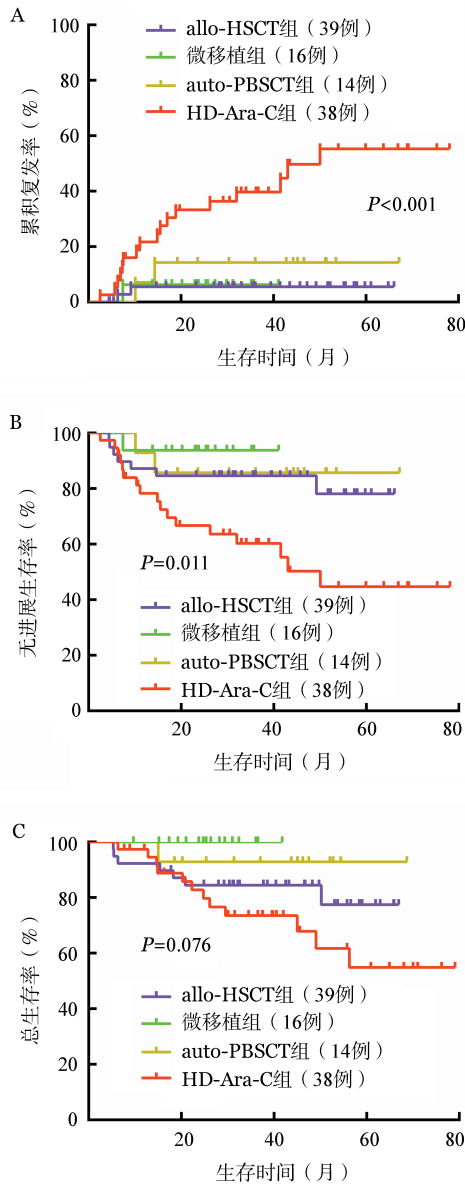 A
allo-HSCT组（39例）
微移植组（16例）
auto-PBSCT组（14例）
HD-Ara-C组（38例）
P<0.001
累积复发率（%）
100
80
60
40
20
0
20
40
60
80
生存时间（月）
B
无进展生存率（%）
100
80
60
40
20
0
P=0.011
allo-HSCT组（39例）
微移植组（16例）
auto-PBSCT组（14例）
HD-Ara-C组（38例）
20
40
60
80
生存时间（月）
C
总生存率（%）
100
80
60
40
20
0
P=0.076
allo-HSCT组（39例）
微移植组（16例）
auto-PBSCT组（14例）
HD-Ara-C组（38例）
20
40
60
80
生存时间（月）